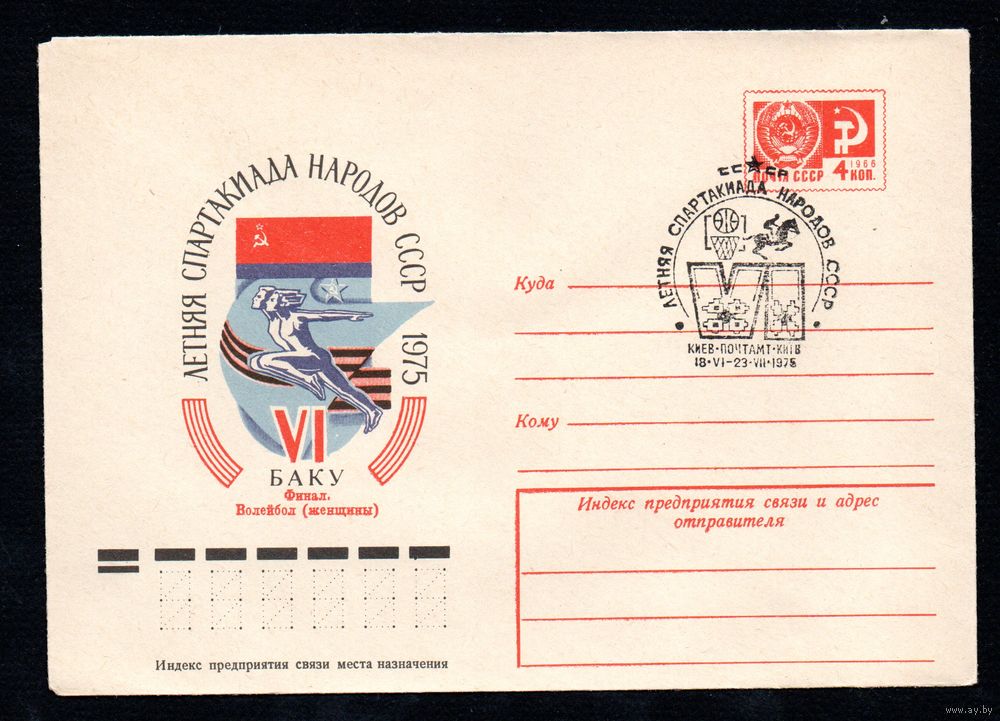 ЛЕТНЯЯ СПАРТАКИАДА НАРОДОВ СССР 1975
VI
БАКУ
Финал.
Волейбол (женщины)
Индекс предприятия связи места назначения
ПОЧТА СССР
1966
4 КОП.
СССР
ЛЕТНЯЯ СПАРТАКИАДА НАРОДОВ СССР
VI
КИЕВ·ПОЧТАМТ·КИЇВ
18·VI—23·VII·1975
Куда
Кому
Индекс предприятия связи и адрес
отправителя
www.ay.by